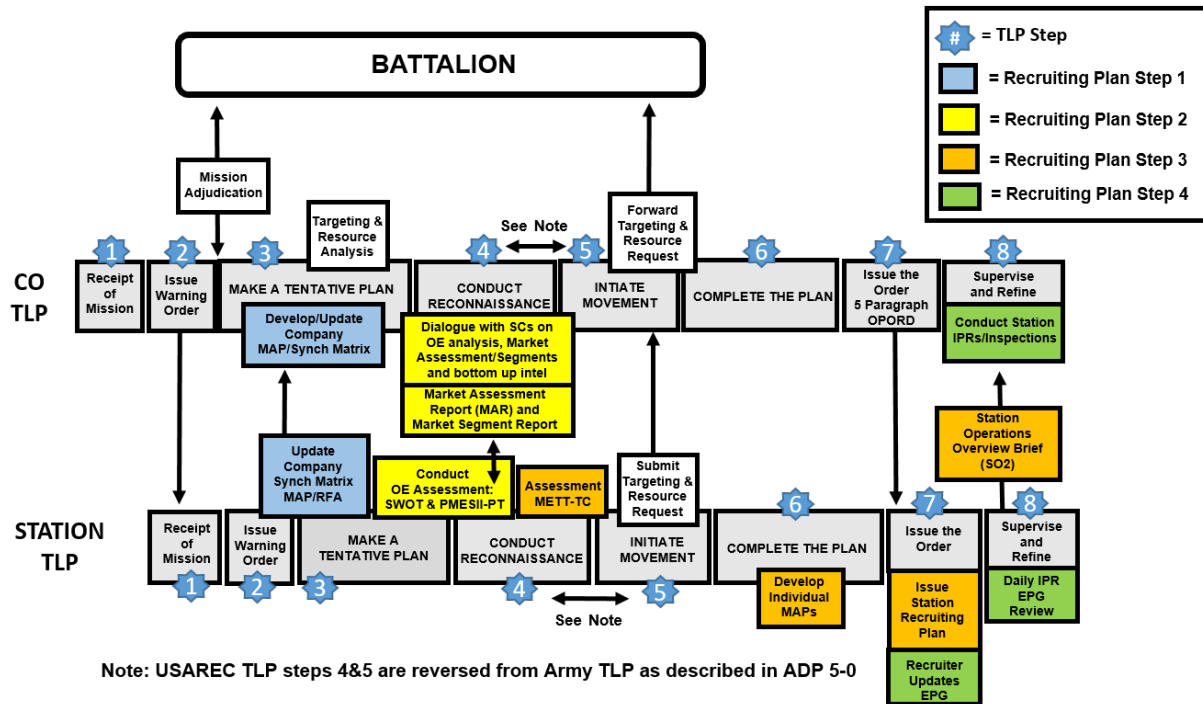 BATTALION
# = TLP Step
= Recruiting Plan Step 1
= Recruiting Plan Step 2
= Recruiting Plan Step 3
= Recruiting Plan Step 4
Mission
Adjudication
Targeting &
Resource
Analysis
See Note
Forward
Targeting &
Resource
Request
1
2
3
4
5
6
7
8
CO
TLP
Receipt
of
Mission
Issue
Warning
Order
MAKE A TENTATIVE PLAN
CONDUCT
RECONNAISSANCE
INTIATE
MOVEMENT
COMPLETE THE PLAN
Issue the
Order
5 Paragraph
OPORD
Supervise
and Refine
Develop/Update
Company
MAP/Synch Matrix
Dialogue with SCs on
OE analysis, Market
Assessment/Segments
and bottom up intel
Conduct Station
IPRs/Inspections
Market Assessment
Report (MAR) and
Market Segment Report
Station
Operations
Overview Brief
(SO2)
Update
Company
Synch Matrix
MAP/RFA
Conduct
OE Assessment:
SWOT & PMESII-PT
Assessment
METT-TC
Submit
Targeting &
Resource
Request
STATION
TLP
Receipt
of
Mission
Issue
Warning
Order
MAKE A
TENTATIVE PLAN
CONDUCT
RECONNAISSANCE
INITIATE
MOVEMENT
COMPLETE THE PLAN
Issue the
Order
Supervise
and
Refine
1
2
3
4
5
6
7
8
See Note
Develop
Individual
MAPs
Issue
Station
Recruiting
Plan
Daily IPR
EPG
Review
Recruiter
Updates
EPG
Note: USAREC TLP steps 4&5 are reversed from Army TLP as described in ADP 5-0